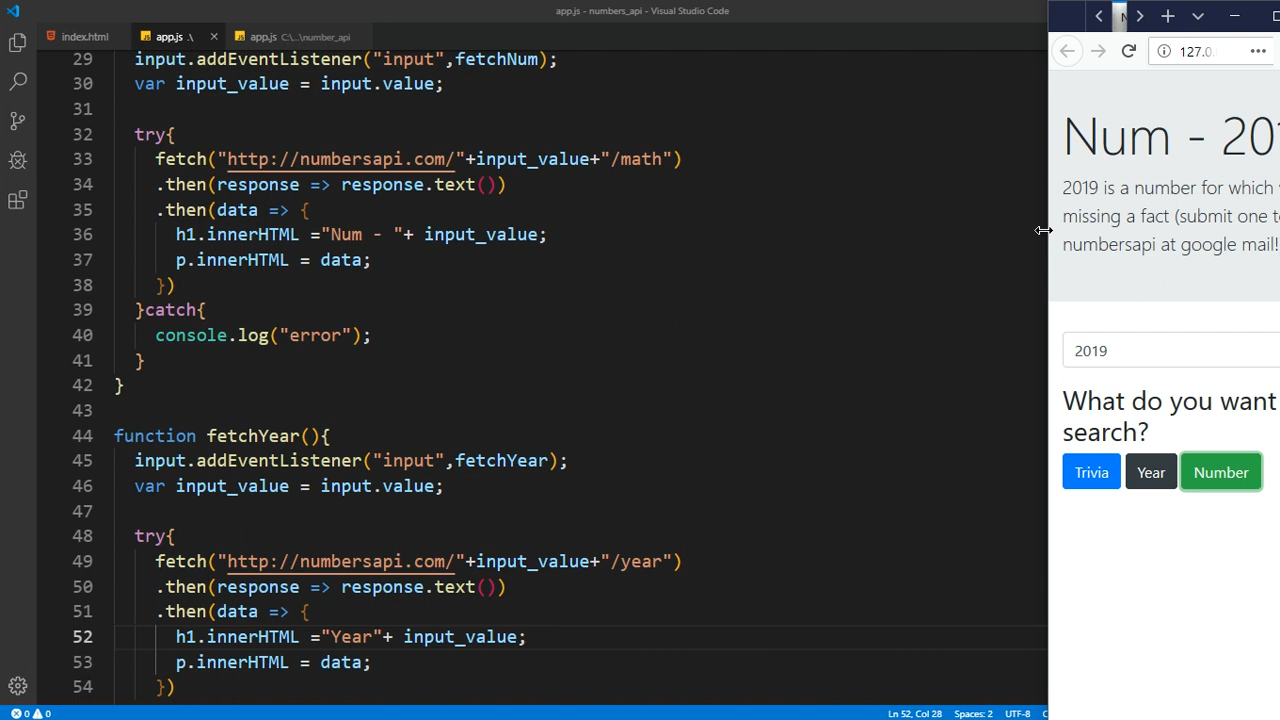 app.js - numbers_api - Visual Studio Code
index.html
app.js .\
app.js C:\...\number_api
29 input.addEventListener("input",fetchNum);
30 var input_value = input.value;
31
32 try{
33 fetch("http://numbersapi.com/"+input_value+"/math")
34 .then(response => response.text())
35 .then(data => {
36 h1.innerHTML ="Num - "+ input_value;
37 p.innerHTML = data;
38 })
39 }catch{
40 console.log("error");
41 }
42 }
43
44 function fetchYear(){
45 input.addEventListener("input",fetchYear);
46 var input_value = input.value;
47
48 try{
49 fetch("http://numbersapi.com/"+input_value+"/year")
50 .then(response => response.text())
51 .then(data => {
52 h1.innerHTML ="Year"+ input_value;
53 p.innerHTML = data;
54 })
0 0
Ln 52, Col 28 Spaces: 2 UTF-8
127.0.
Num - 201
2019 is a number for which
missing a fact (submit one to
numbersapi at google mail!
2019
What do you want
search?
Trivia Year Number